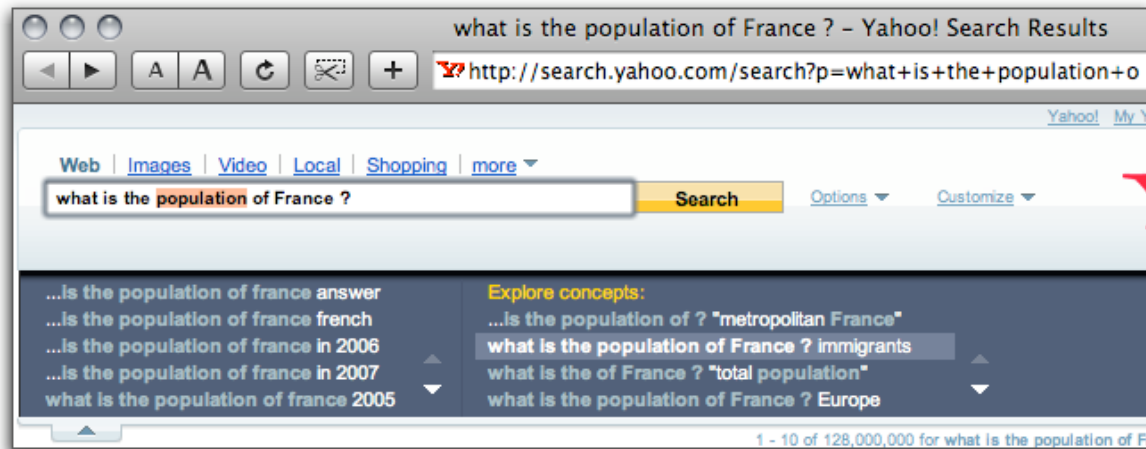 what is the population of France ? – Yahoo! Search Results
A A + Y! http://search.yahoo.com/search?p=what+is+the+population+o
Yahoo! My Y
Web | Images | Video | Local | Shopping | more
what is the population of France ? Search Options Customize
...is the population of france answer
...is the population of france french
...is the population of france in 2006
...is the population of france in 2007
what is the population of france 2005
Explore concepts:
...is the population of ? "metropolitan France"
what is the population of France ? immigrants
what is the of France ? "total population"
what is the population of France ? Europe
1 - 10 of 128,000,000 for what is the population of F